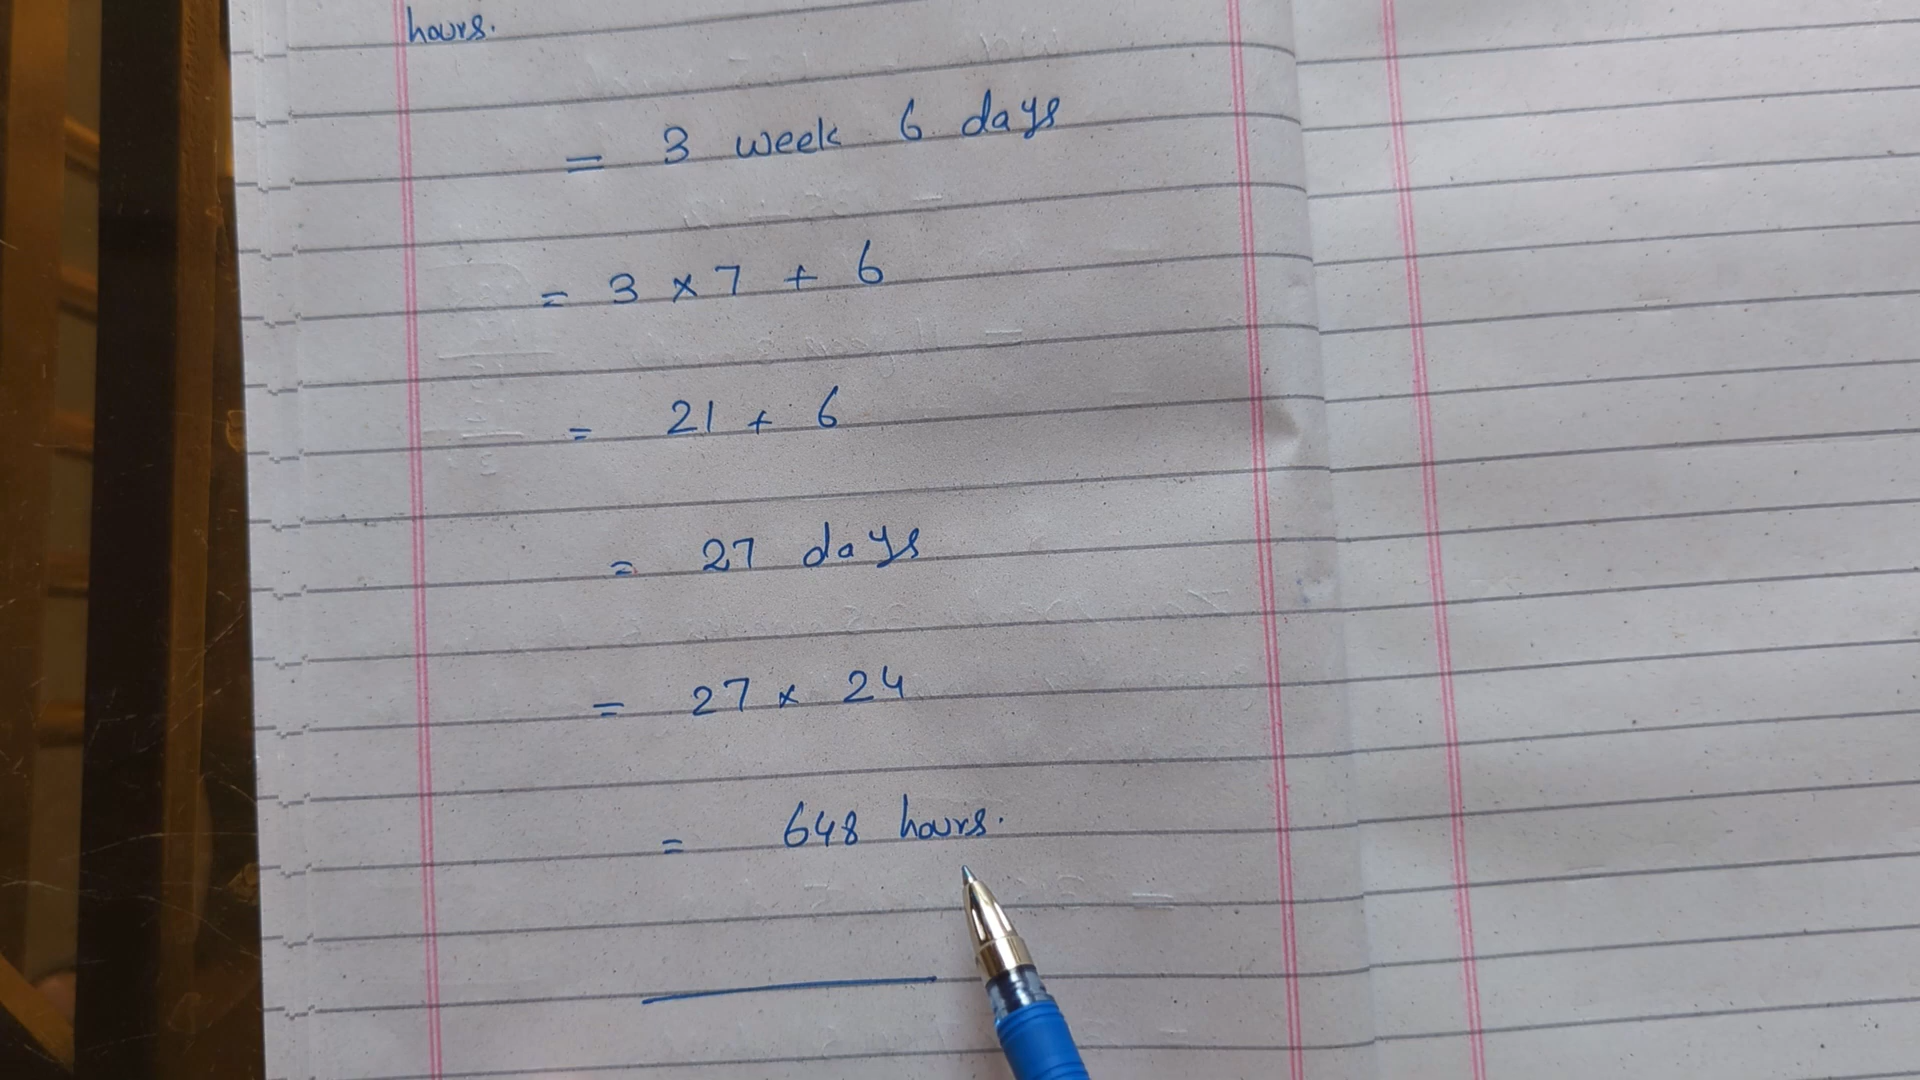 hours.
= 3 week 6 days
= 3 × 7 + 6
= 21 + 6
= 27 days
= 27 × 24
= 648 hours.